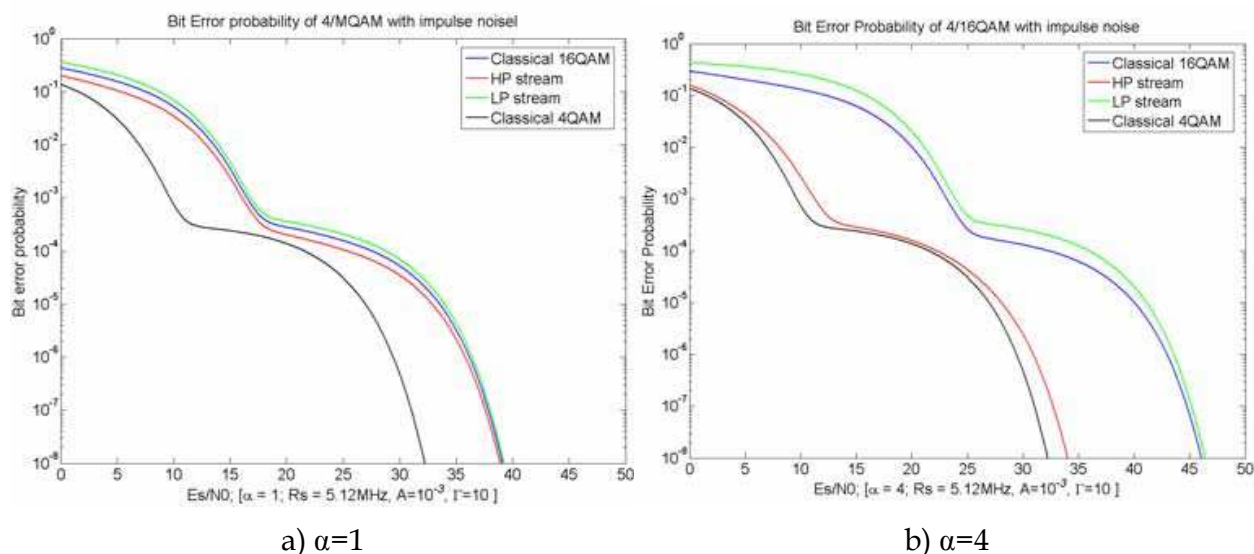 Bit Error probability of 4/MQAM with impulse noisel
10^0
10^-1
10^-2
10^-3
10^-4
10^-5
10^-6
10^-7
10^-8
Bit error probability
Classical 16QAM
HP stream
LP stream
Classical 4QAM
0 5 10 15 20 25 30 35 40 45 50
Es/N0; [α = 1; Rs = 5.12MHz, A=10^-3, Γ=10 ]
a) α=1
Bit Error Probability of 4/16QAM with impulse noise
10^0
10^-1
10^-2
10^-3
10^-4
10^-5
10^-6
10^-7
10^-8
Bit Error Probability
Classical 16QAM
HP stream
LP stream
Classical 4QAM
0 5 10 15 20 25 30 35 40 45 50
Es/N0; [α = 4; Rs = 5.12MHz, A=10^-3, Γ=10 ]
b) α=4